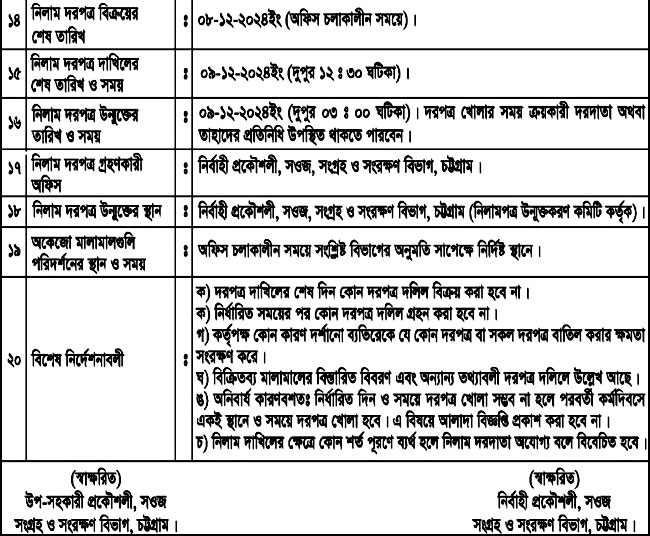 ১৪ নিলাম দরপত্র বিক্রয়ের : ০৮-১২-২০২৪ইং (অফিস চলাকালীন সময়ে)।
শেষ তারিখ
১৫ নিলাম দরপত্র দাখিলের : ০৯-১২-২০২৪ইং (দুপুর ১২ : ৩০ ঘটিকা)।
শেষ তারিখ ও সময়
১৬ নিলাম দরপত্র উন্মুক্তের : ০৯-১২-২০২৪ইং (দুপুর ০৩ : ০০ ঘটিকা)। দরপত্র খোলার সময় ক্রয়কারী দরদাতা অথবা
তারিখ ও সময় তাহাদের প্রতিনিধি উপস্থিত থাকতে পারবেন।
১৭ নিলাম দরপত্র গ্রহণকারী : নির্বাহী প্রকৌশলী, সওজ, সংগ্রহ ও সংরক্ষণ বিভাগ, চট্টগ্রাম।
অফিস
১৮ নিলাম দরপত্র উন্মুক্তের স্থান : নির্বাহী প্রকৌশলী, সওজ, সংগ্রহ ও সংরক্ষণ বিভাগ, চট্টগ্রাম (নিলামপত্র উন্মুক্তকরণ কমিটি কর্তৃক)।
১৯ অকেজো মালামালগুলি : অফিস চলাকালীন সময়ে সংশ্লিষ্ট বিভাগের অনুমতি সাপেক্ষে নির্দিষ্ট স্থানে।
পরিদর্শনের স্থান ও সময়
২০ বিশেষ নির্দেশনাবলী :
ক) দরপত্র দাখিলের শেষ দিন কোন দরপত্র দলিল বিক্রয় করা হবে না।
ক) নির্ধারিত সময়ের পর কোন দরপত্র দলিল গ্রহন করা হবে না।
গ) কর্তৃপক্ষ কোন কারণ দর্শানো ব্যতিরেকে যে কোন দরপত্র বা সকল দরপত্র বাতিল করার ক্ষমতা
সংরক্ষণ করে।
ঘ) বিক্রিতব্য মালামালের বিস্তারিত বিবরণ এবং অন্যান্য তথ্যাবলী দরপত্র দলিলে উল্লেখ আছে।
ঙ) অনিবার্য কারণবশতঃ নির্ধারিত দিন ও সময়ে দরপত্র খোলা সম্ভব না হলে পরবর্তী কর্মদিবসে
একই স্থানে ও সময়ে দরপত্র খোলা হবে। এ বিষয়ে আলাদা বিজ্ঞপ্তি প্রকাশ করা হবে না।
চ) নিলাম দাখিলের ক্ষেত্রে কোন শর্ত পূরণে ব্যর্থ হলে নিলাম দরদাতা অযোগ্য বলে বিবেচিত হবে।
(স্বাক্ষরিত)
উপ-সহকারী প্রকৌশলী, সওজ
সংগ্রহ ও সংরক্ষণ বিভাগ, চট্টগ্রাম।
(স্বাক্ষরিত)
নির্বাহী প্রকৌশলী, সওজ
সংগ্রহ ও সংরক্ষণ বিভাগ, চট্টগ্রাম।